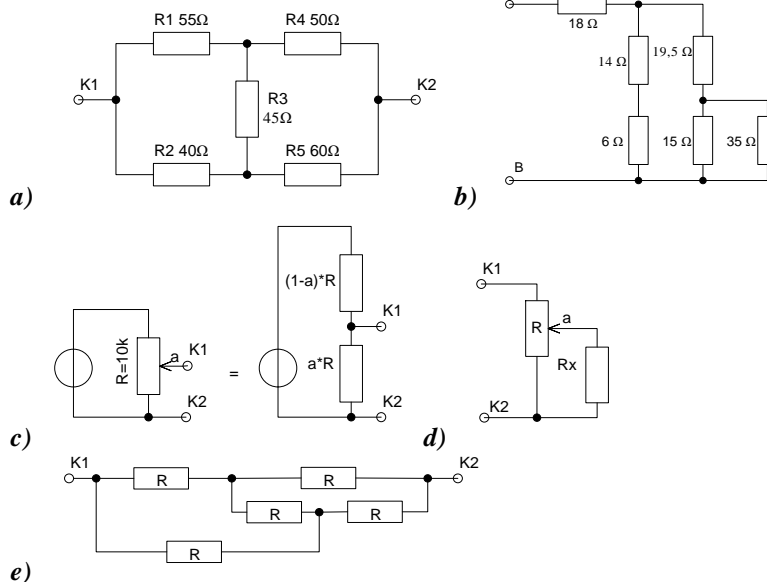 R1 55Ω
R4 50Ω
K1
K2
R3
45Ω
R2 40Ω
R5 60Ω
a)
18 Ω
14 Ω
19,5 Ω
6 Ω
15 Ω
35 Ω
B
b)
R=10k
a
K1
K2
=
(1-a)*R
K1
a*R
K2
c)
K1
R
a
Rx
K2
d)
K1
R
R
K2
R
R
R
e)